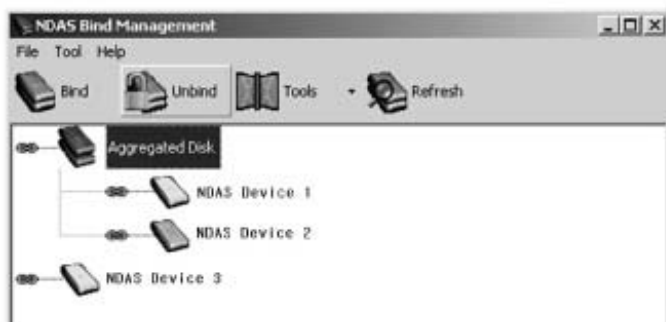 NDAS Bind Management
File Tool Help
Bind Unbind Tools Refresh
Aggregated Disk
NDAS Device 1
NDAS Device 2
NDAS Device 3